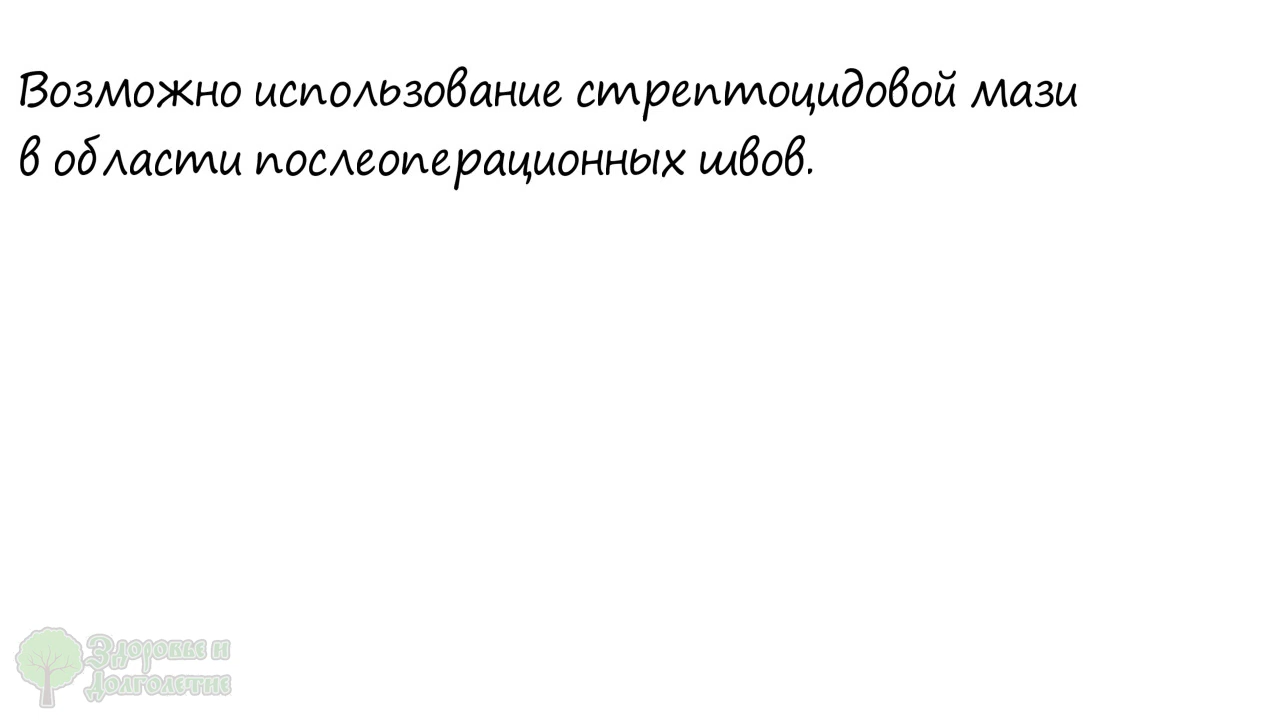 Возможно использование стрептоцидовой мази
в области послеоперационных швов.
Здоровье и
Долголетие